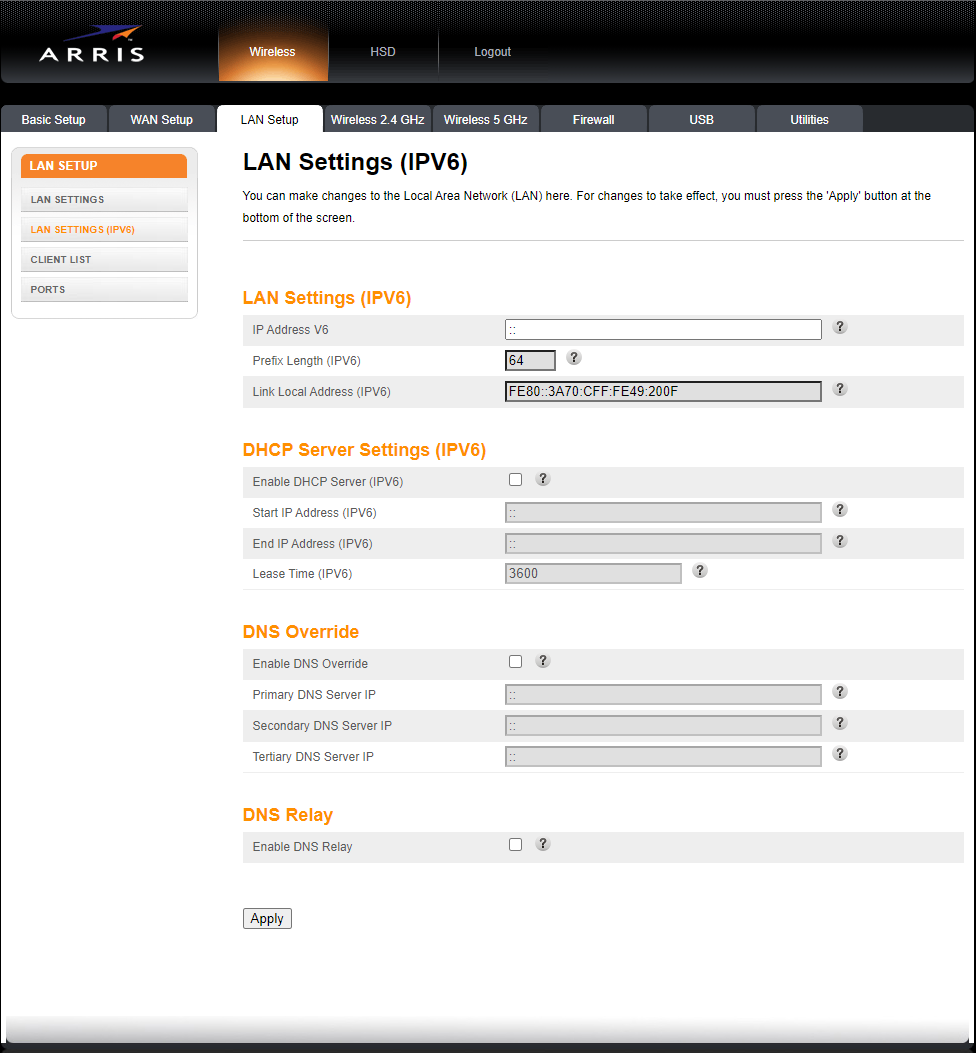 ARRIS
Wireless
HSD
Logout
Basic Setup
WAN Setup
LAN Setup
Wireless 2.4 GHz
Wireless 5 GHz
Firewall
USB
Utilities
LAN SETUP
LAN SETTINGS
LAN SETTINGS (IPV6)
CLIENT LIST
PORTS
LAN Settings (IPV6)
You can make changes to the Local Area Network (LAN) here. For changes to take effect, you must press the 'Apply' button at the
bottom of the screen.
LAN Settings (IPV6)
IP Address V6 :: ?
Prefix Length (IPV6) 64 ?
Link Local Address (IPV6) FE80::3A70:CFF:FE49:200F ?
DHCP Server Settings (IPV6)
Enable DHCP Server (IPV6) ?
Start IP Address (IPV6) :: ?
End IP Address (IPV6) :: ?
Lease Time (IPV6) 3600 ?
DNS Override
Enable DNS Override ?
Primary DNS Server IP :: ?
Secondary DNS Server IP :: ?
Tertiary DNS Server IP :: ?
DNS Relay
Enable DNS Relay ?
Apply